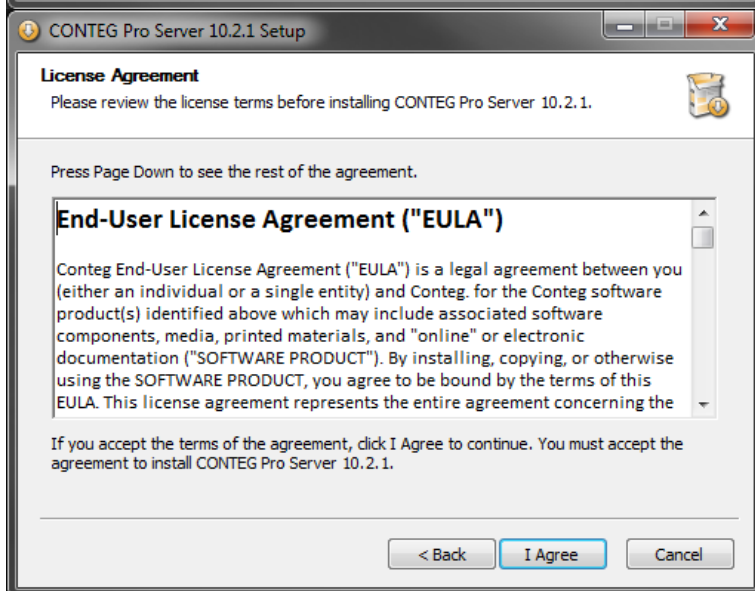 CONTEG Pro Server 10.2.1 Setup
License Agreement
Please review the license terms before installing CONTEG Pro Server 10.2.1.
Press Page Down to see the rest of the agreement.
End-User License Agreement ("EULA")
Conteg End-User License Agreement ("EULA") is a legal agreement between you
(either an individual or a single entity) and Conteg. for the Conteg software
product(s) identified above which may include associated software
components, media, printed materials, and "online" or electronic
documentation ("SOFTWARE PRODUCT"). By installing, copying, or otherwise
using the SOFTWARE PRODUCT, you agree to be bound by the terms of this
EULA. This license agreement represents the entire agreement concerning the
If you accept the terms of the agreement, click I Agree to continue. You must accept the
agreement to install CONTEG Pro Server 10.2.1.
< Back I Agree Cancel